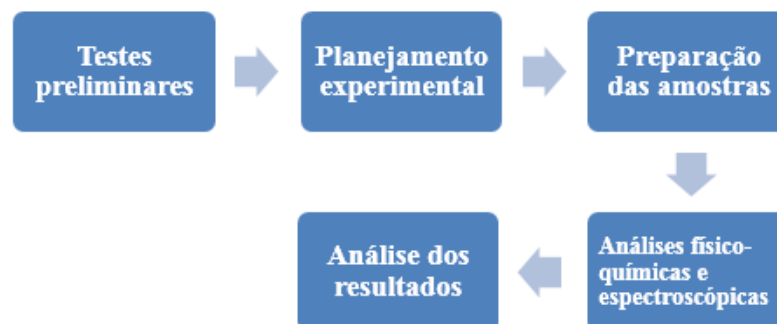 Testes
preliminares
Planejamento
experimental
Preparação
das amostras
Análises físico-
químicas e
espectroscópicas
Análise dos
resultados